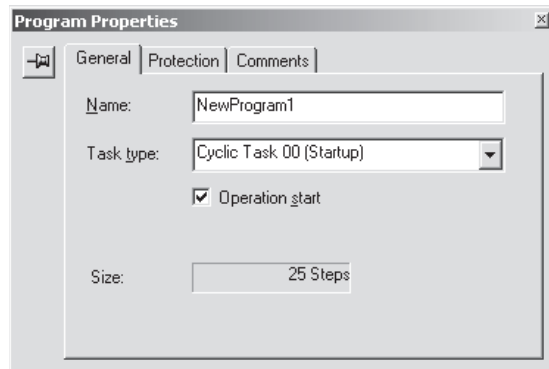 Program Properties
General Protection Comments
Name: NewProgram1
Task type: Cyclic Task 00 (Startup)
Operation start
Size: 25 Steps